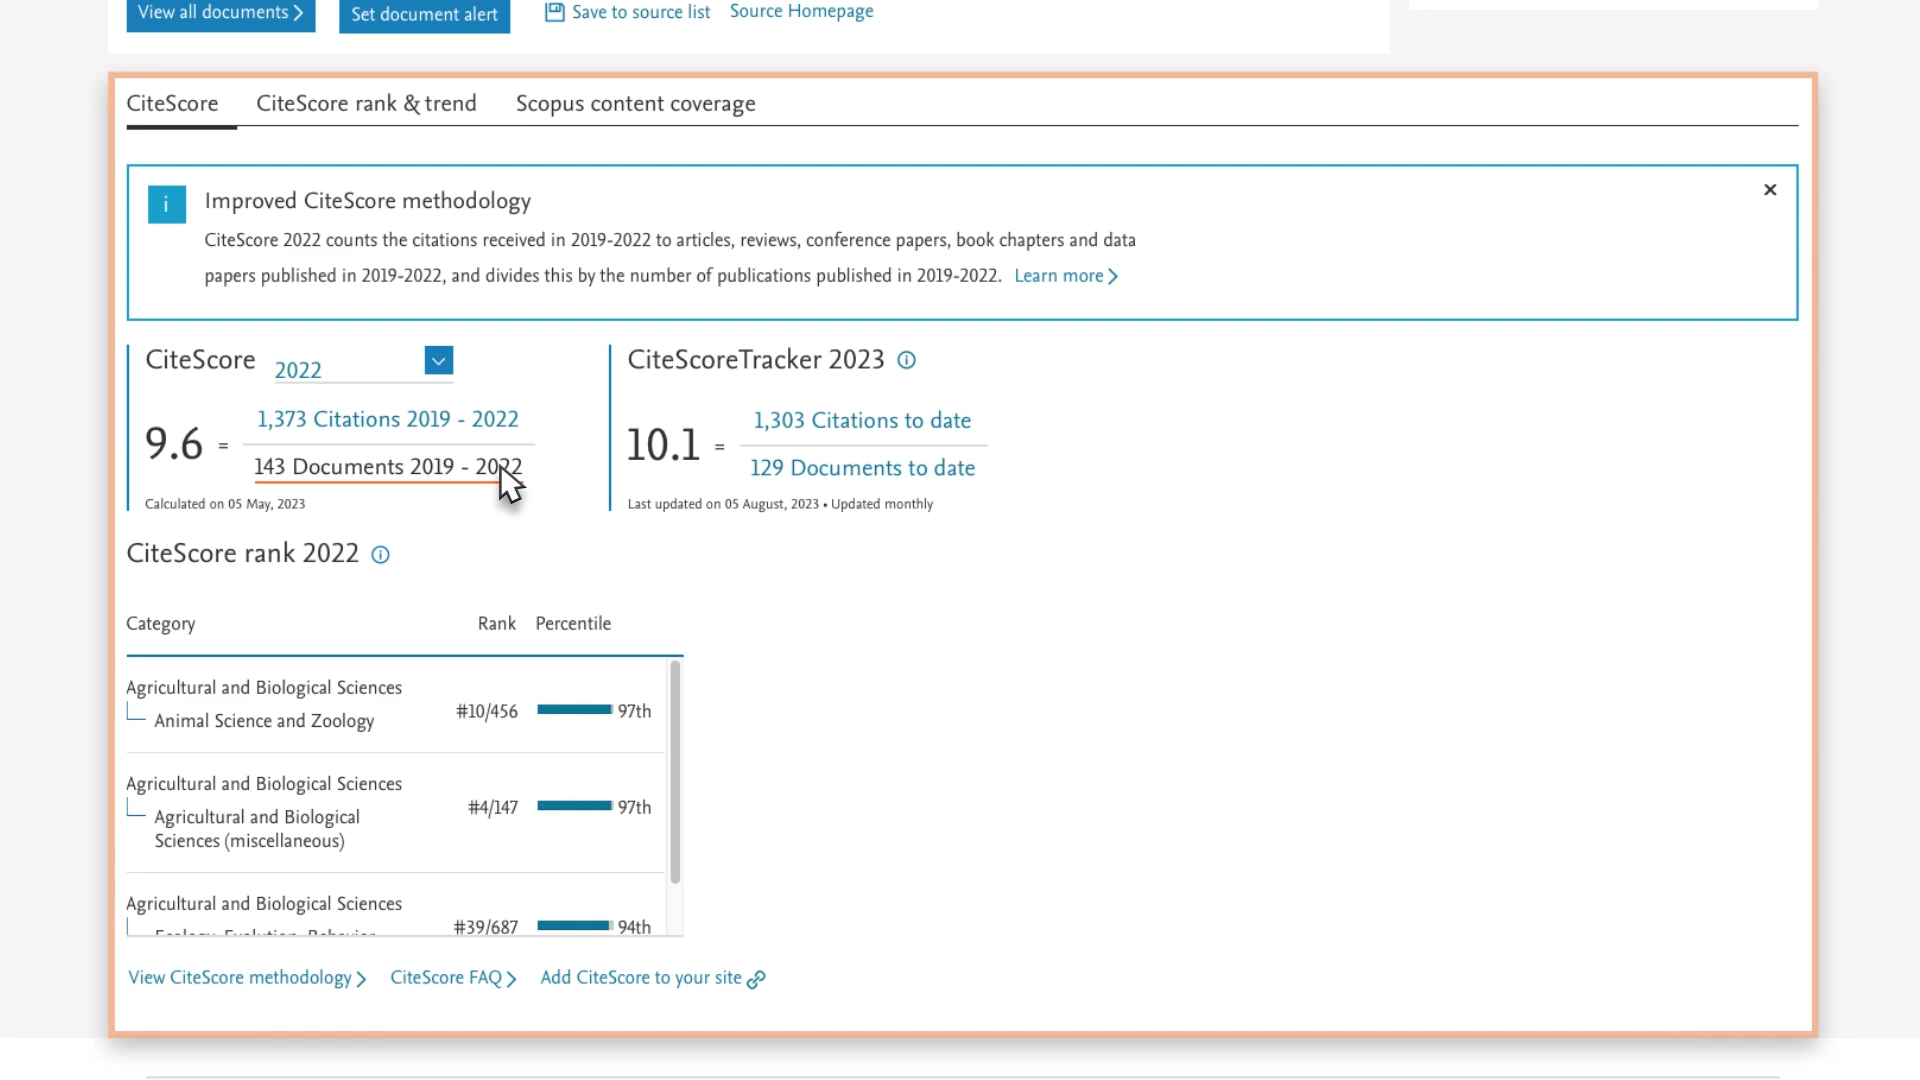 View all documents
Set document alert
Save to source list
Source Homepage
CiteScore
CiteScore rank & trend
Scopus content coverage
i
Improved CiteScore methodology
CiteScore 2022 counts the citations received in 2019-2022 to articles, reviews, conference papers, book chapters and data
papers published in 2019-2022, and divides this by the number of publications published in 2019-2022. Learn more
CiteScore 2022
9.6 =
1,373 Citations 2019 - 2022
143 Documents 2019 - 2022
Calculated on 05 May, 2023
CiteScoreTracker 2023
10.1 =
1,303 Citations to date
129 Documents to date
Last updated on 05 August, 2023 • Updated monthly
CiteScore rank 2022
Category Rank Percentile
Agricultural and Biological Sciences
Animal Science and Zoology
#10/456 97th
Agricultural and Biological Sciences
Agricultural and Biological
Sciences (miscellaneous)
#4/147 97th
Agricultural and Biological Sciences
Ecology, Evolution, Behavior
#39/687 94th
View CiteScore methodology
CiteScore FAQ
Add CiteScore to your site